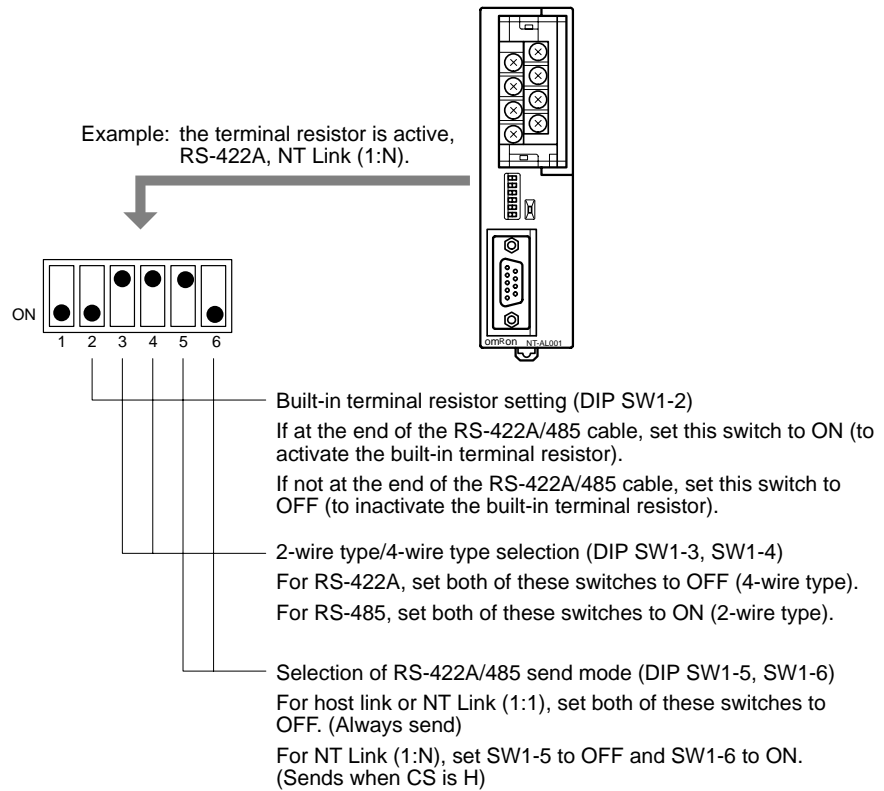 Example: the terminal resistor is active,
RS-422A, NT Link (1:N).
ON
1 2 3 4 5 6
omRon NT-AL001
Built-in terminal resistor setting (DIP SW1-2)
If at the end of the RS-422A/485 cable, set this switch to ON (to
activate the built-in terminal resistor).
If not at the end of the RS-422A/485 cable, set this switch to
OFF (to inactivate the built-in terminal resistor).
2-wire type/4-wire type selection (DIP SW1-3, SW1-4)
For RS-422A, set both of these switches to OFF (4-wire type).
For RS-485, set both of these switches to ON (2-wire type).
Selection of RS-422A/485 send mode (DIP SW1-5, SW1-6)
For host link or NT Link (1:1), set both of these switches to
OFF. (Always send)
For NT Link (1:N), set SW1-5 to OFF and SW1-6 to ON.
(Sends when CS is H)